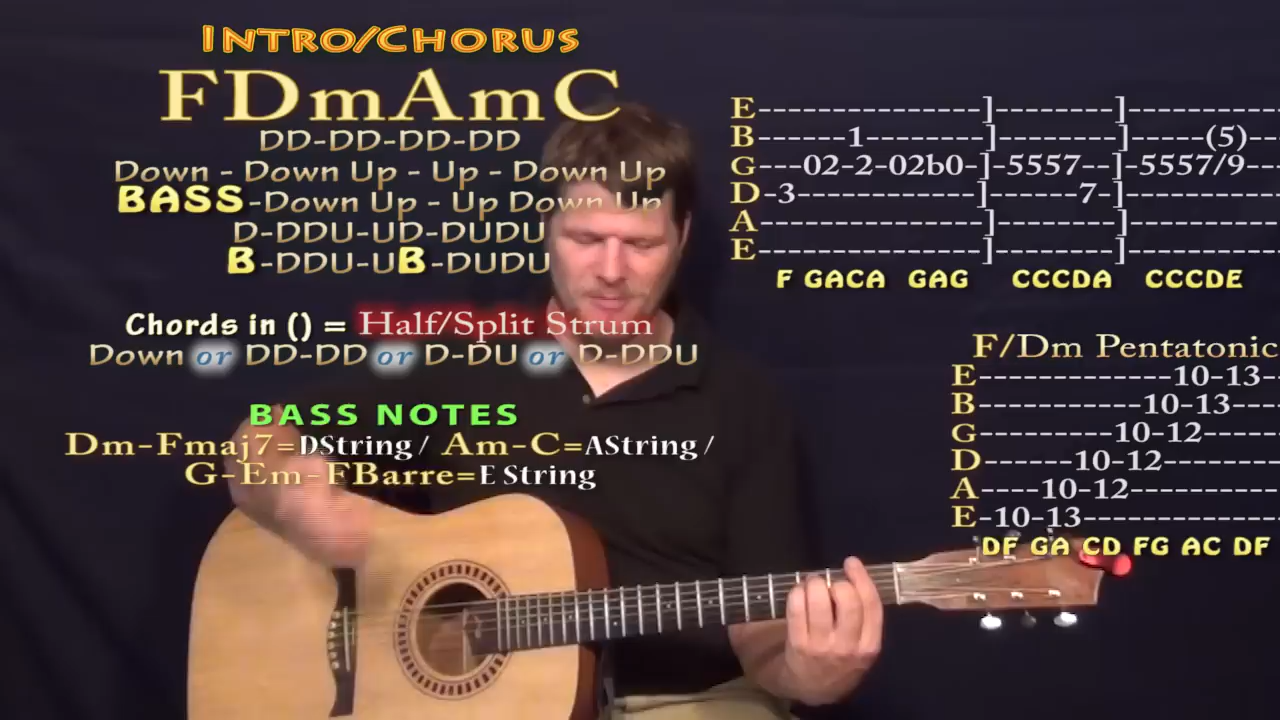 INTRO/CHORUS
FDmAmC
DD-DD-DD-DD
Down - Down Up - Up - Down Up
BASS-Down Up - Up Down Up
D-DDU-UD-DUDU
B-DDU-UB-DUDU
Chords in () = Half/Split Strum
Down or DD-DD or D-DU or D-DDU
BASS NOTES
Dm-Fmaj7=DString / Am-C=AString /
G-Em-FBarre=E String
E----------------]--------]-----------
B------1--------]--------]-----(5)--
G---02-2-02b0-]-5557--]-5557/9---
D-3-------------]-----7-]-----------
A----------------]--------]-----------
E----------------]--------]-----------
F GACA GAG CCCDA CCCDE
F/Dm Pentatonic
E-------------10-13-
B-----------10-13---
G---------10-12-----
D------10-12--------
A----10-12----------
E-10-13-------------
DF GA CD FG AC DF